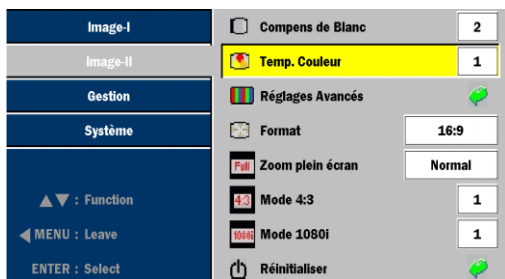 Image-I
Image-II
Gestion
Système
▲▼ : Function
◀ MENU : Leave
ENTER : Select
Compens de Blanc 2
Temp. Couleur 1
Réglages Avancés
Format 16:9
Full Zoom plein écran Normal
4:3 Mode 4:3 1
1080i Mode 1080i 1
Réinitialiser